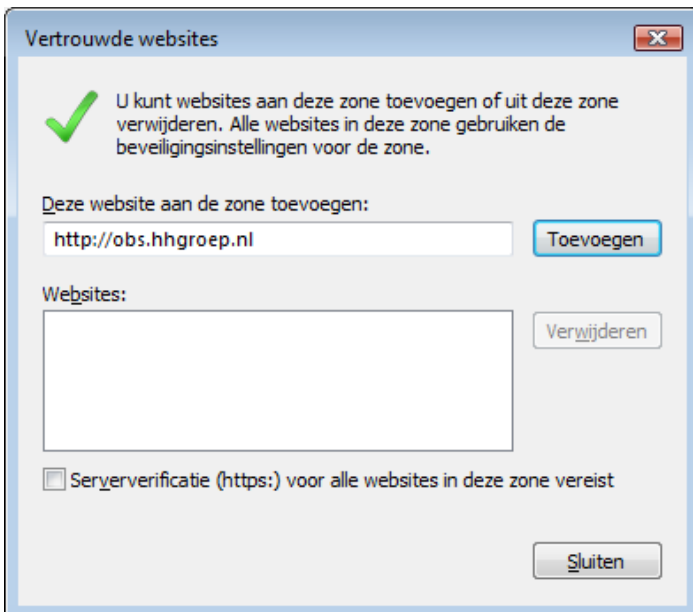 Vertrouwde websites
U kunt websites aan deze zone toevoegen of uit deze zone
verwijderen. Alle websites in deze zone gebruiken de
beveiligingsinstellingen voor de zone.
Deze website aan de zone toevoegen:
http://obs.hhgroep.nl
Toevoegen
Websites:
Verwijderen
Serververificatie (https:) voor alle websites in deze zone vereist
Sluiten